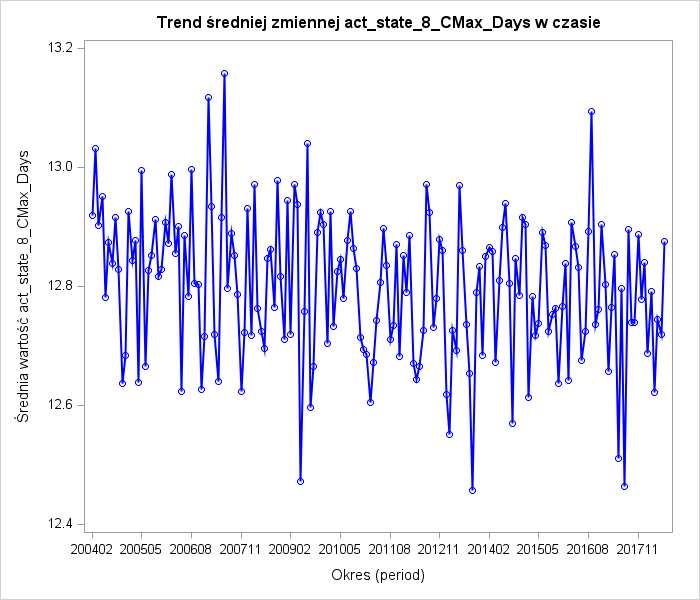 Trend średniej zmiennej act_state_8_CMax_Days w czasie
Średnia wartość act_state_8_CMax_Days
13.2
13.0
12.8
12.6
12.4
200402 200505 200608 200711 200902 201005 201108 201211 201402 201505 201608 201711
Okres (period)